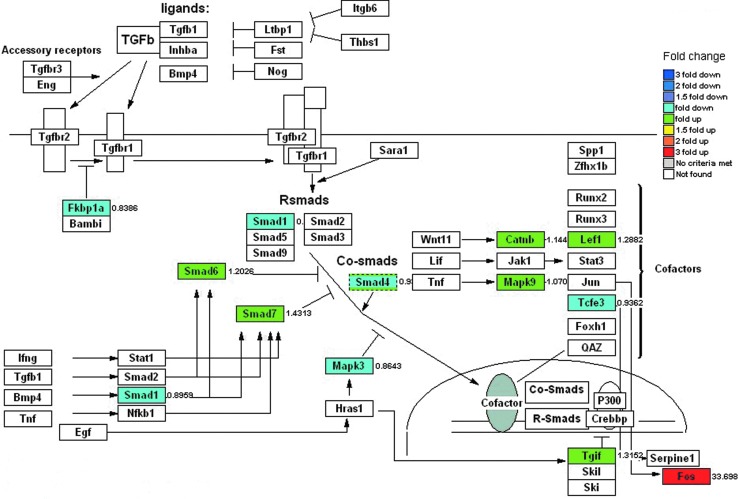 ligands:
TGFb
Tgfb1
Inhba
Bmp4
Ltbp1
Fst
Nog
Itgb6
Thbs1
Accessory receptors
Tgfbr3
Eng
Tgfbr2
Tgfbr1
Tgfbr2
Tgfbr1
Sara1
Fkbp1a 0.8386
Bambi
Rsmads
Smad1 0.
Smad5
Smad9
Smad2
Smad3
Co-smads
Smad4 0.9
Smad6 1.2026
Smad7 1.4313
Mapk3 0.8643
Hras1
Ifng
Tgfb1
Bmp4
Tnf
Egf
Stat1
Smad2
Smad1 0.8959
Nfkb1
Wnt11
Lif
Tnf
Catnb 1.144
Jak1
Mapk9 1.070
Spp1
Zfhx1b
Runx2
Runx3
Lef1 1.2882
Stat3
Jun
Tcfe3 0.9362
Foxh1
QAZ
Cofactors
Cofactor
Co-Smads
R-Smads
P300
Crebbp
Tgif 1.3152
Skil
Ski
Serpine1
Fos 33.698
Fold change
3 fold down
2 fold down
1.5 fold down
fold down
fold up
1.5 fold up
2 fold up
3 fold up
No criteria met
Not found